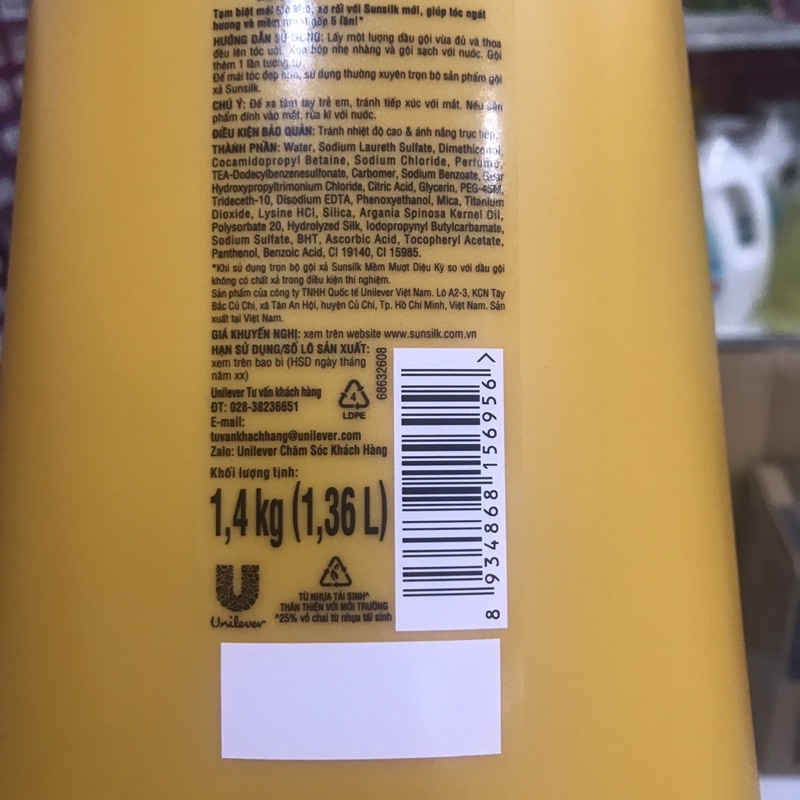 Tạm biệt mái tóc khô, xơ rối với Sunsilk mới, giúp tóc ngát
hương và mềm mượt gấp 5 lần!*
HƯỚNG DẪN SỬ DỤNG: Lấy một lượng dầu gội vừa đủ và thoa
đều lên tóc ướt. Xoa bóp nhẹ nhàng và gội sạch với nước. Gội
thêm 1 lần tương tự.
Để mái tóc đẹp hơn, sử dụng thường xuyên trọn bộ sản phẩm gội
xả Sunsilk.
CHÚ Ý: Để xa tầm tay trẻ em, tránh tiếp xúc với mắt. Nếu sản
phẩm dính vào mắt, rửa kĩ với nước.
ĐIỀU KIỆN BẢO QUẢN: Tránh nhiệt độ cao & ánh nắng trực tiếp.
THÀNH PHẦN: Water, Sodium Laureth Sulfate, Dimethiconol,
Cocamidopropyl Betaine, Sodium Chloride, Perfume,
TEA-Dodecylbenzenesulfonate, Carbomer, Sodium Benzoate, Guar
Hydroxypropyltrimonium Chloride, Citric Acid, Glycerin, PEG-45M,
Trideceth-10, Disodium EDTA, Phenoxyethanol, Mica, Titanium
Dioxide, Lysine HCl, Silica, Argania Spinosa Kernel Oil,
Polysorbate 20, Hydrolyzed Silk, Iodopropynyl Butylcarbamate,
Sodium Sulfate, BHT, Ascorbic Acid, Tocopheryl Acetate,
Panthenol, Benzoic Acid, CI 19140, CI 15985.
*Khi sử dụng trọn bộ gội xả Sunsilk Mềm Mượt Diệu Kỳ so với dầu gội
không có chất xả trong điều kiện thí nghiệm.
Sản phẩm của công ty TNHH Quốc tế Unilever Việt Nam. Lô A2-3, KCN Tây
Bắc Củ Chi, xã Tân An Hội, huyện Củ Chi, Tp. Hồ Chí Minh, Việt Nam. Sản
xuất tại Việt Nam.
GIÁ KHUYẾN NGHỊ: xem trên website www.sunsilk.com.vn
HẠN SỬ DỤNG/SỐ LÔ SẢN XUẤT:
xem trên bao bì (HSD ngày tháng
năm xx)
68632608
Unilever Tư vấn khách hàng
ĐT: 028-38236651
E-mail:
tuvankhachhang@unilever.com
Zalo: Unilever Chăm Sóc Khách Hàng
4
LDPE
Khối lượng tịnh:
1,4 kg (1,36 L)
8 934868 156956 >
Unilever
TỪ NHỰA TÁI SINH^
THÂN THIỆN VỚI MÔI TRƯỜNG
^25% vỏ chai từ nhựa tái sinh